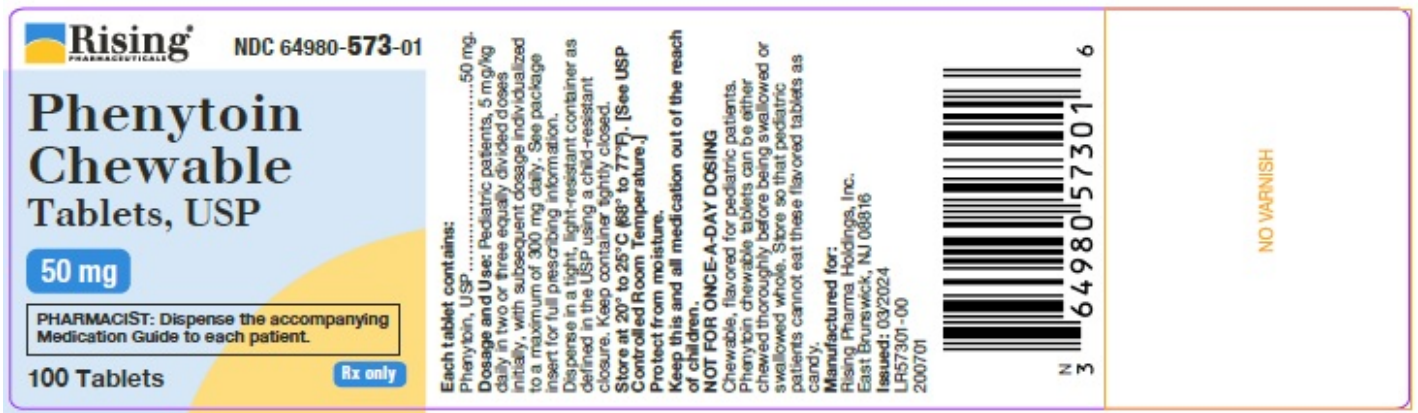 Rising®
PHARMACEUTICALS
NDC 64980-573-01
Phenytoin
Chewable
Tablets, USP
50 mg
PHARMACIST: Dispense the accompanying
Medication Guide to each patient.
100 Tablets
Rx only
Each tablet contains:
Phenytoin, USP ..............................50 mg.
Dosage and Use: Pediatric patients, 5 mg/kg
daily in two or three equally divided doses
initially, with subsequent dosage individualized
to a maximum of 300 mg daily. See package
insert for full prescribing information.
Dispense in a tight, light-resistant container as
defined in the USP using a child-resistant
closure. Keep container tightly closed.
Store at 20° to 25°C (68° to 77°F). [See USP
Controlled Room Temperature.]
Protect from moisture.
Keep this and all medication out of the reach
of children.
NOT FOR ONCE-A-DAY DOSING
Chewable, flavored for pediatric patients.
Phenytoin chewable tablets can be either
chewed thoroughly before being swallowed or
swallowed whole. Store so that pediatric
patients cannot eat these flavored tablets as
candy.
Manufactured for:
Rising Pharma Holdings, Inc.
East Brunswick, NJ 08816
Issued: 03/2024
LR57301-00
200701
N
3 64980 57301 6
NO VARNISH